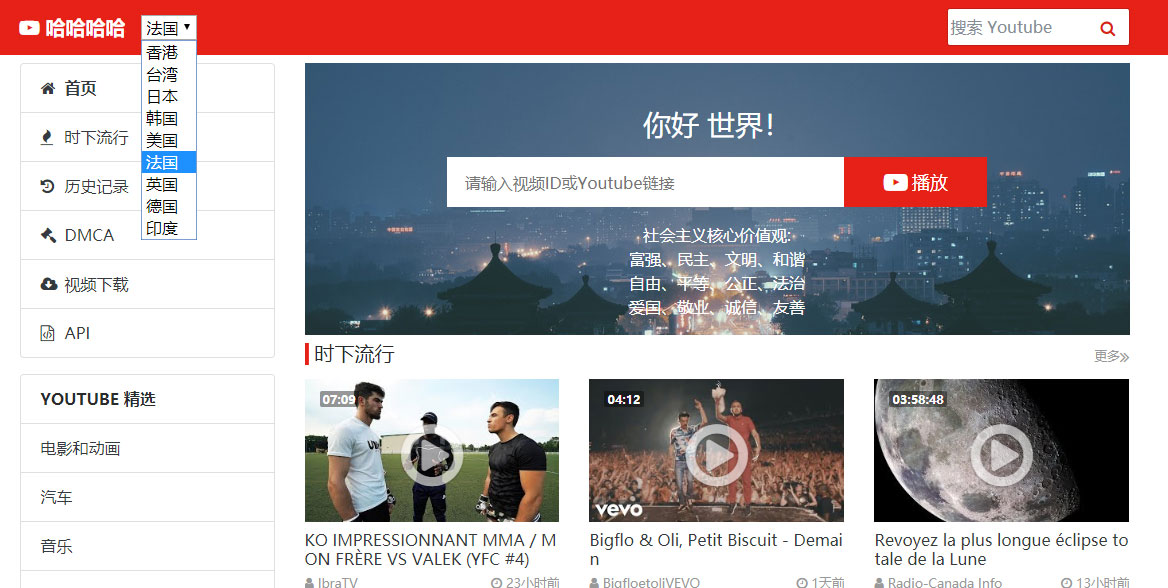 哈哈哈哈
法国
搜索 Youtube
香港
台湾
日本
韩国
美国
法国
英国
德国
印度
首页
时下流行
历史记录
DMCA
视频下载
API
YOUTUBE 精选
电影和动画
汽车
音乐
你好 世界!
请输入视频ID或Youtube链接
播放
社会主义核心价值观:
富强、民主、文明、和谐
自由、平等、公正、法治
爱国、敬业、诚信、友善
时下流行
更多
07:09
KO IMPRESSIONNANT MMA / M
ON FRÈRE VS VALEK (YFC #4)
IbraTV
23小时前
04:12
vevo
Bigflo & Oli, Petit Biscuit - Demai
n
BigfloetoliVEVO
1天前
03:58:48
Revoyez la plus longue éclipse to
tale de la Lune
Radio-Canada Info
13小时前